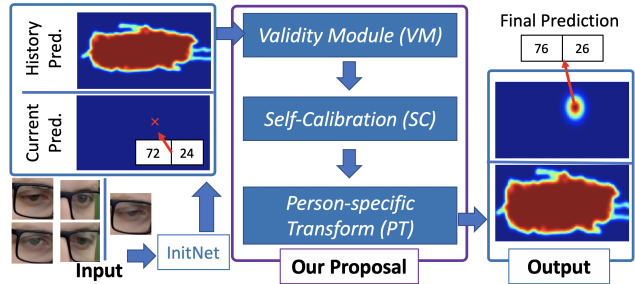 History
Pred.
Current
Pred.
72 24
Input
InitNet
Validity Module (VM)
Self-Calibration (SC)
Person-specific
Transform (PT)
Our Proposal
Final Prediction
76 26
Output